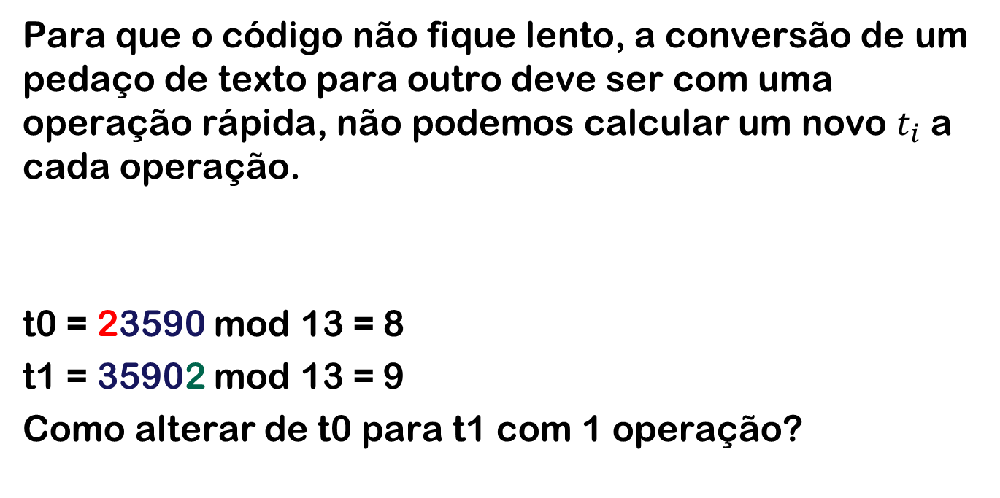 Para que o código não fique lento, a conversão de um
pedaço de texto para outro deve ser com uma
operação rápida, não podemos calcular um novo tᵢ a
cada operação.
t0 = 23590 mod 13 = 8
t1 = 35902 mod 13 = 9
Como alterar de t0 para t1 com 1 operação?